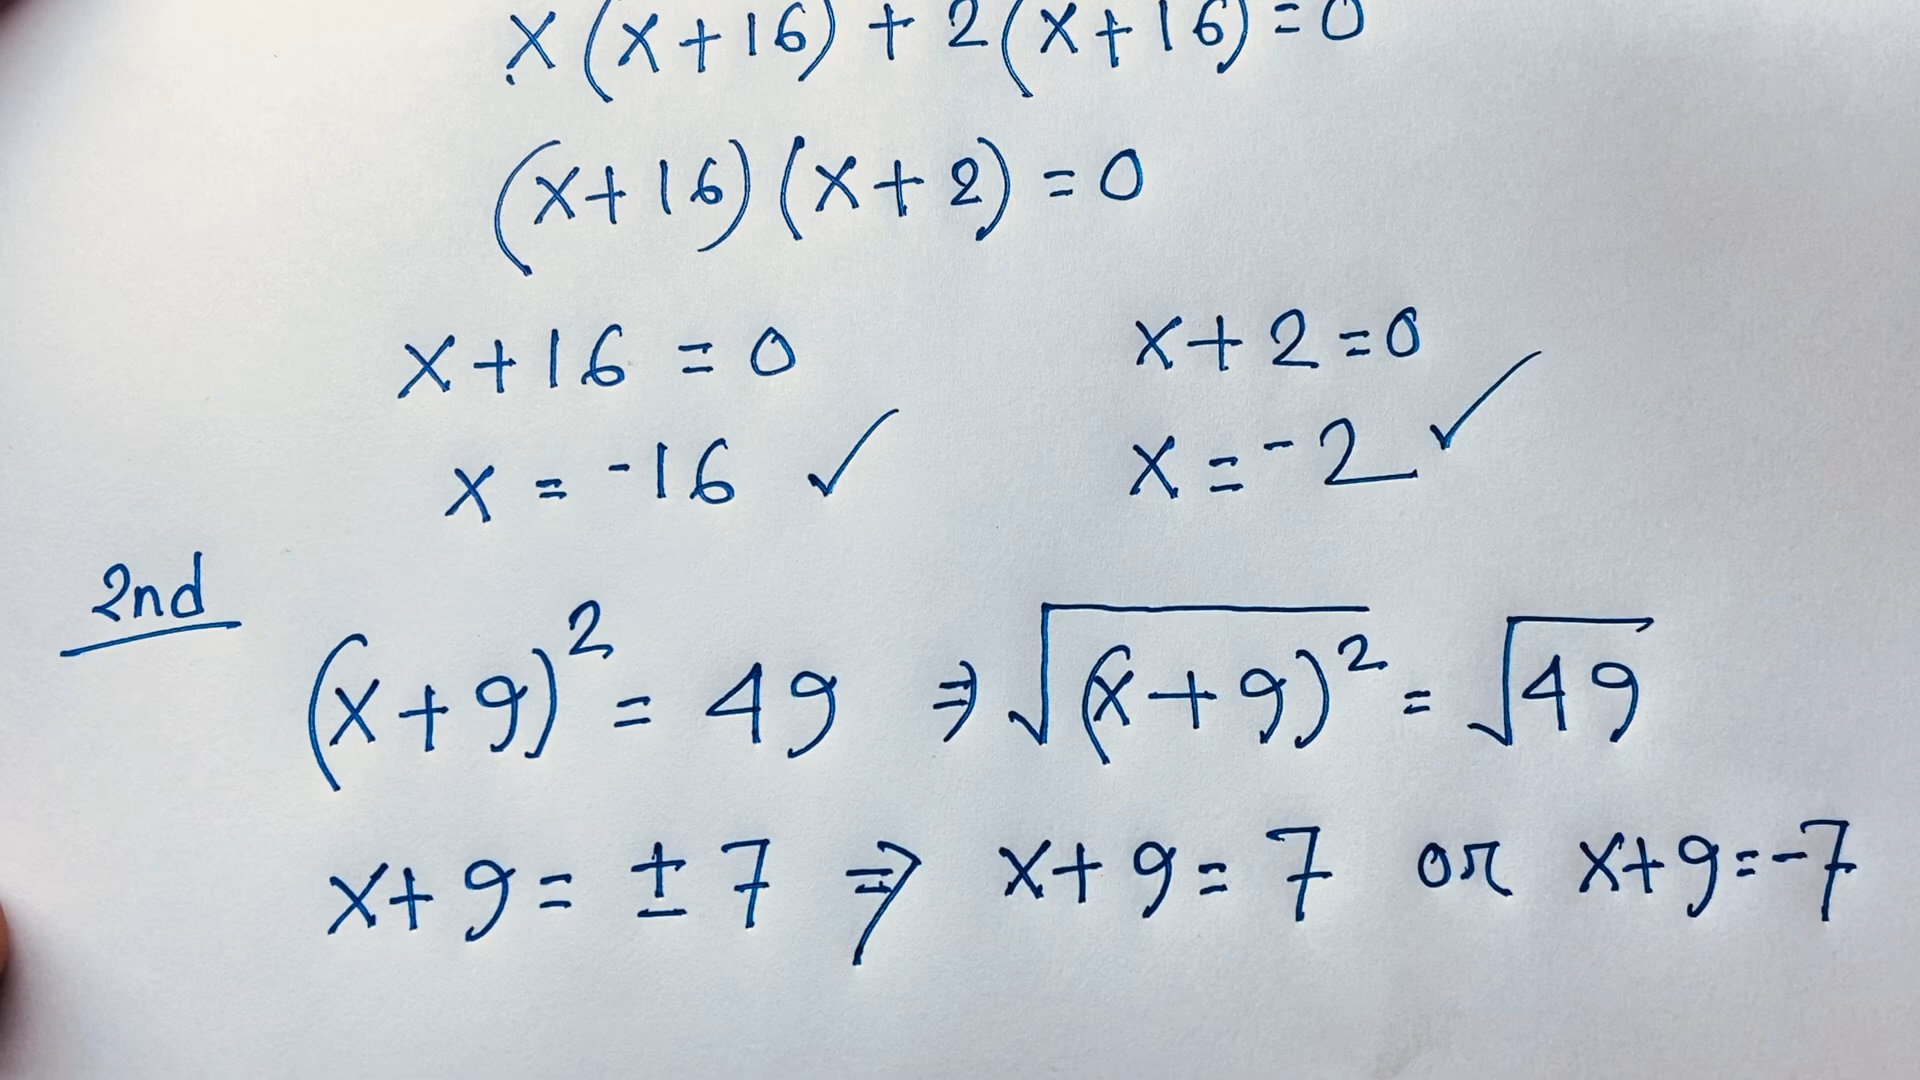 x(x+16) + 2(x+16) = 0
(x+16)(x+2) = 0
x+16 = 0 x+2=0
x = -16 ✓ x = -2 ✓
2nd
(x+9)² = 49 ⇒ √(x+9)² = √49
x+9 = ±7 ⇒ x+9 = 7 or x+9=-7